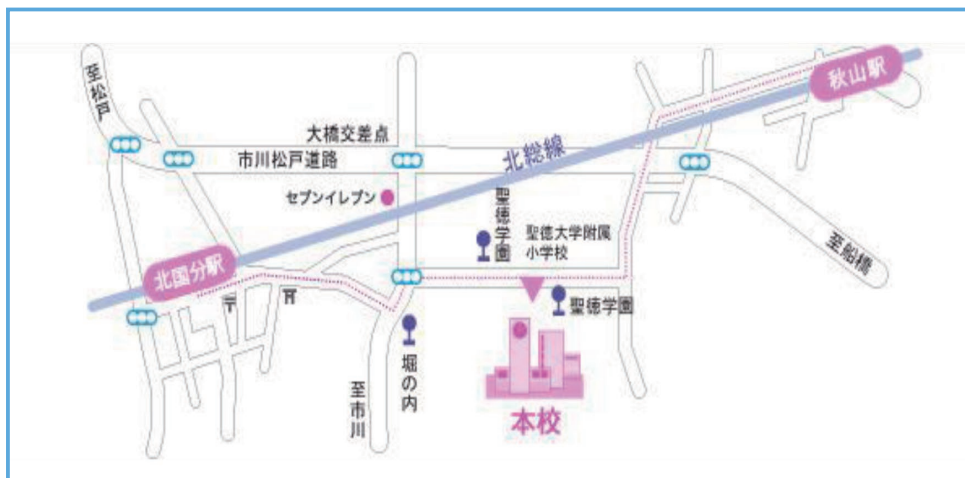 至松戸
秋山駅
大橋交差点
市川松戸道路
北総線
セブンイレブン
聖徳学園
聖徳大学附属
小学校
至船橋
北国分駅
聖徳学園
堀の内
至市川
本校